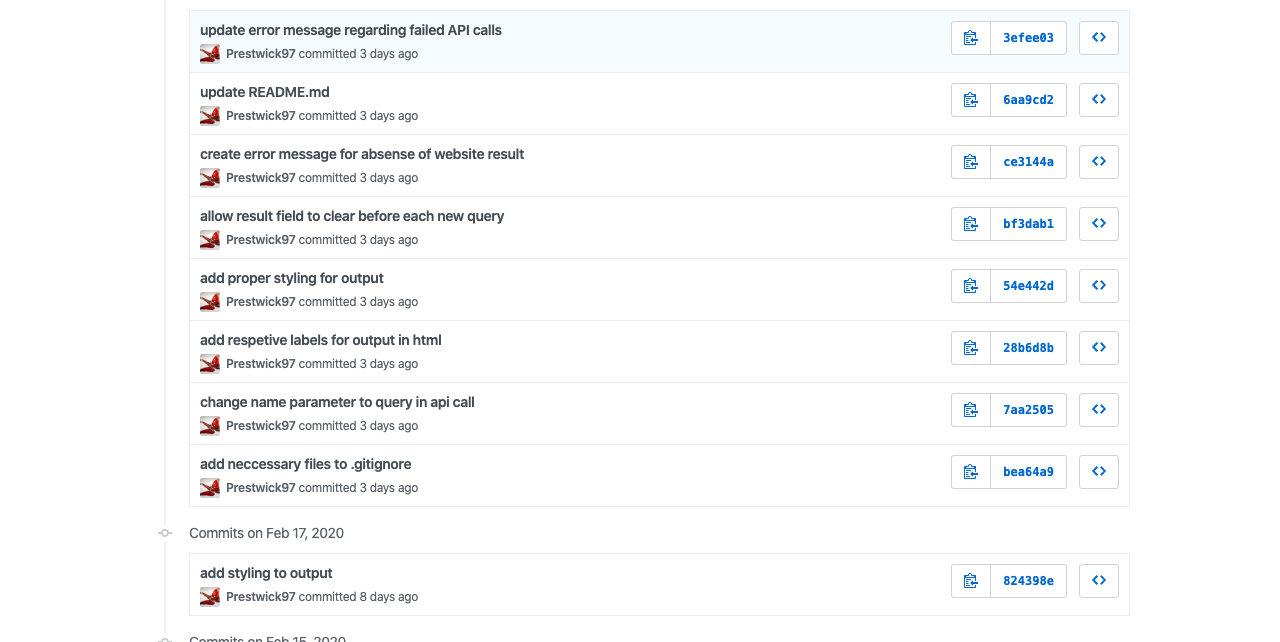 update error message regarding failed API calls
Prestwick97 committed 3 days ago
3efee03
update README.md
Prestwick97 committed 3 days ago
6aa9cd2
create error message for absense of website result
Prestwick97 committed 3 days ago
ce3144a
allow result field to clear before each new query
Prestwick97 committed 3 days ago
bf3dab1
add proper styling for output
Prestwick97 committed 3 days ago
54e442d
add respetive labels for output in html
Prestwick97 committed 3 days ago
28b6d8b
change name parameter to query in api call
Prestwick97 committed 3 days ago
7aa2505
add neccessary files to .gitignore
Prestwick97 committed 3 days ago
bea64a9
Commits on Feb 17, 2020
add styling to output
Prestwick97 committed 8 days ago
824398e
Commits on Feb 15, 2020